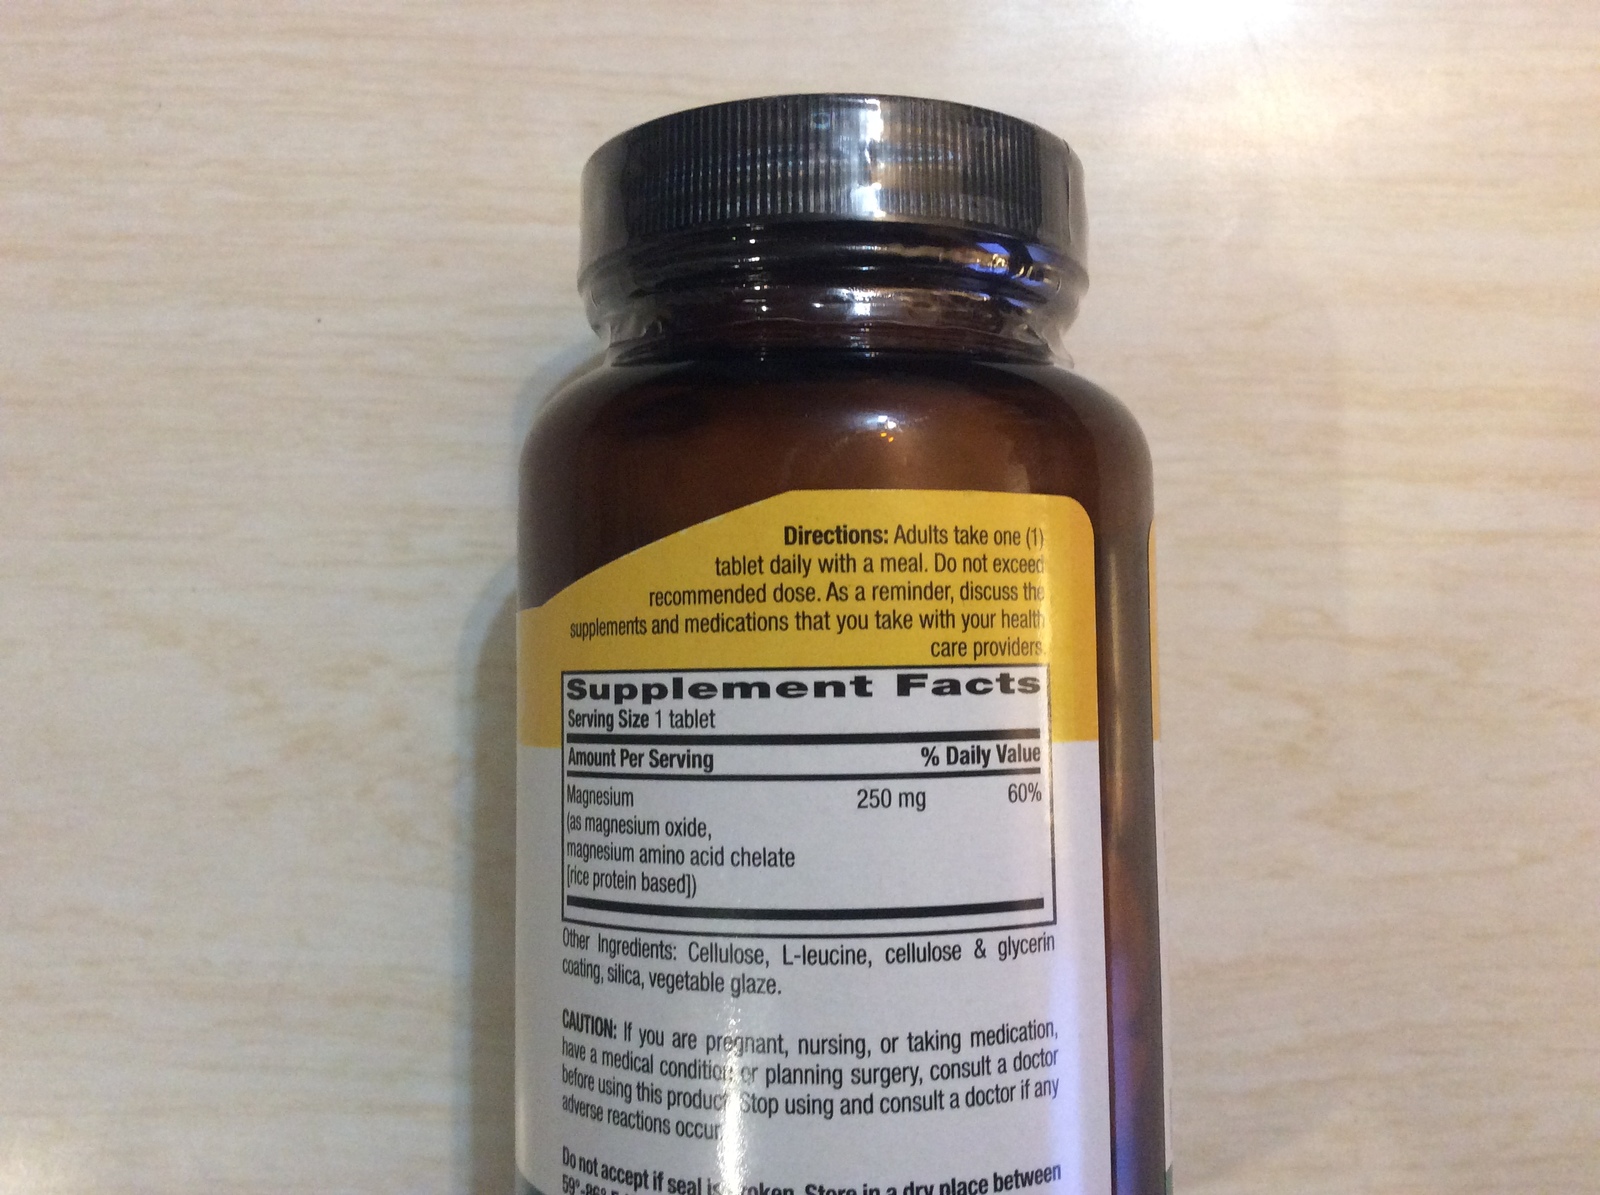 Directions: Adults take one (1)
tablet daily with a meal. Do not exceed
recommended dose. As a reminder, discuss the
supplements and medications that you take with your health
care providers.
Supplement Facts
Serving Size 1 tablet
Amount Per Serving % Daily Value
Magnesium 250 mg 60%
(as magnesium oxide,
magnesium amino acid chelate
[rice protein based])
Other Ingredients: Cellulose, L-leucine, cellulose & glycerin
coating, silica, vegetable glaze.
CAUTION: If you are pregnant, nursing, or taking medication,
have a medical condition or planning surgery, consult a doctor
before using this product. Stop using and consult a doctor if any
adverse reactions occur.
Do not accept if seal is broken. Store in a dry place between